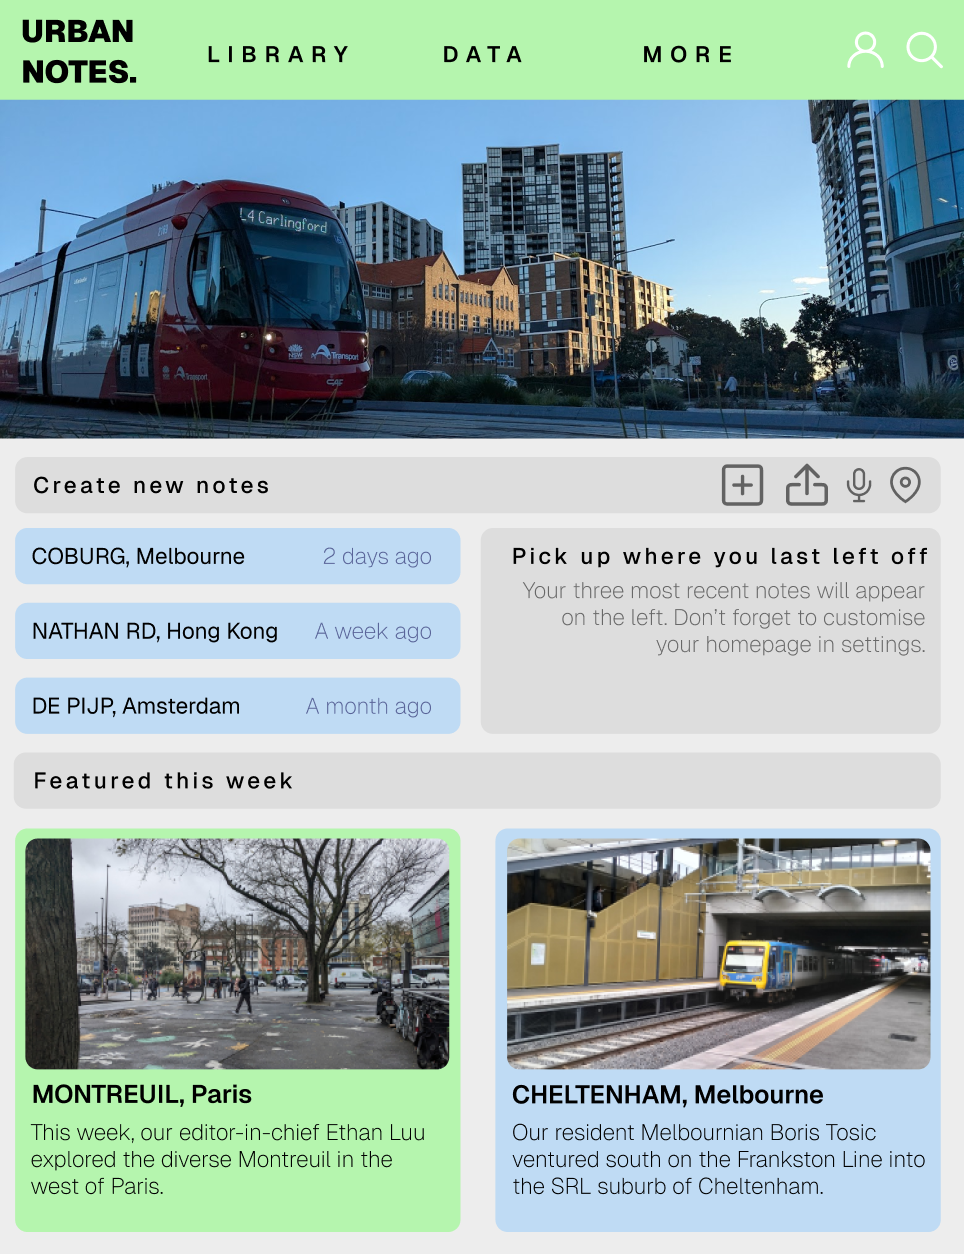 URBAN
NOTES.
LIBRARY
DATA
MORE
L4 Carlingford
NSW
Transport
Transport
CAF
Create new notes
COBURG, Melbourne
2 days ago
NATHAN RD, Hong Kong
A week ago
DE PIJP, Amsterdam
A month ago
Pick up where you last left off
Your three most recent notes will appear
on the left. Don’t forget to customise
your homepage in settings.
Featured this week
MONTREUIL, Paris
This week, our editor-in-chief Ethan Luu
explored the diverse Montreuil in the
west of Paris.
CHELTENHAM, Melbourne
Our resident Melbournian Boris Tosic
ventured south on the Frankston Line into
the SRL suburb of Cheltenham.